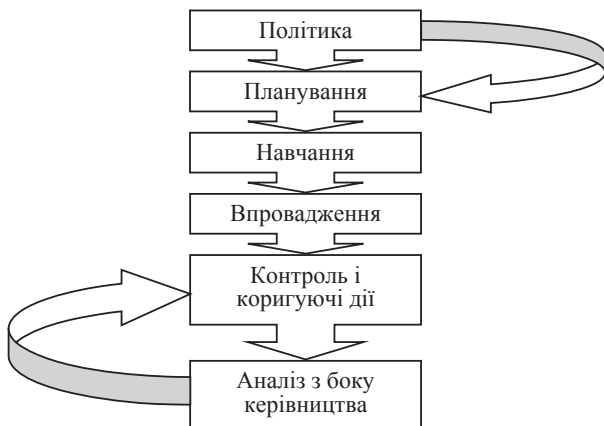 Політика
Планування
Навчання
Впровадження
Контроль і
коригуючі дії
Аналіз з боку
керівництва